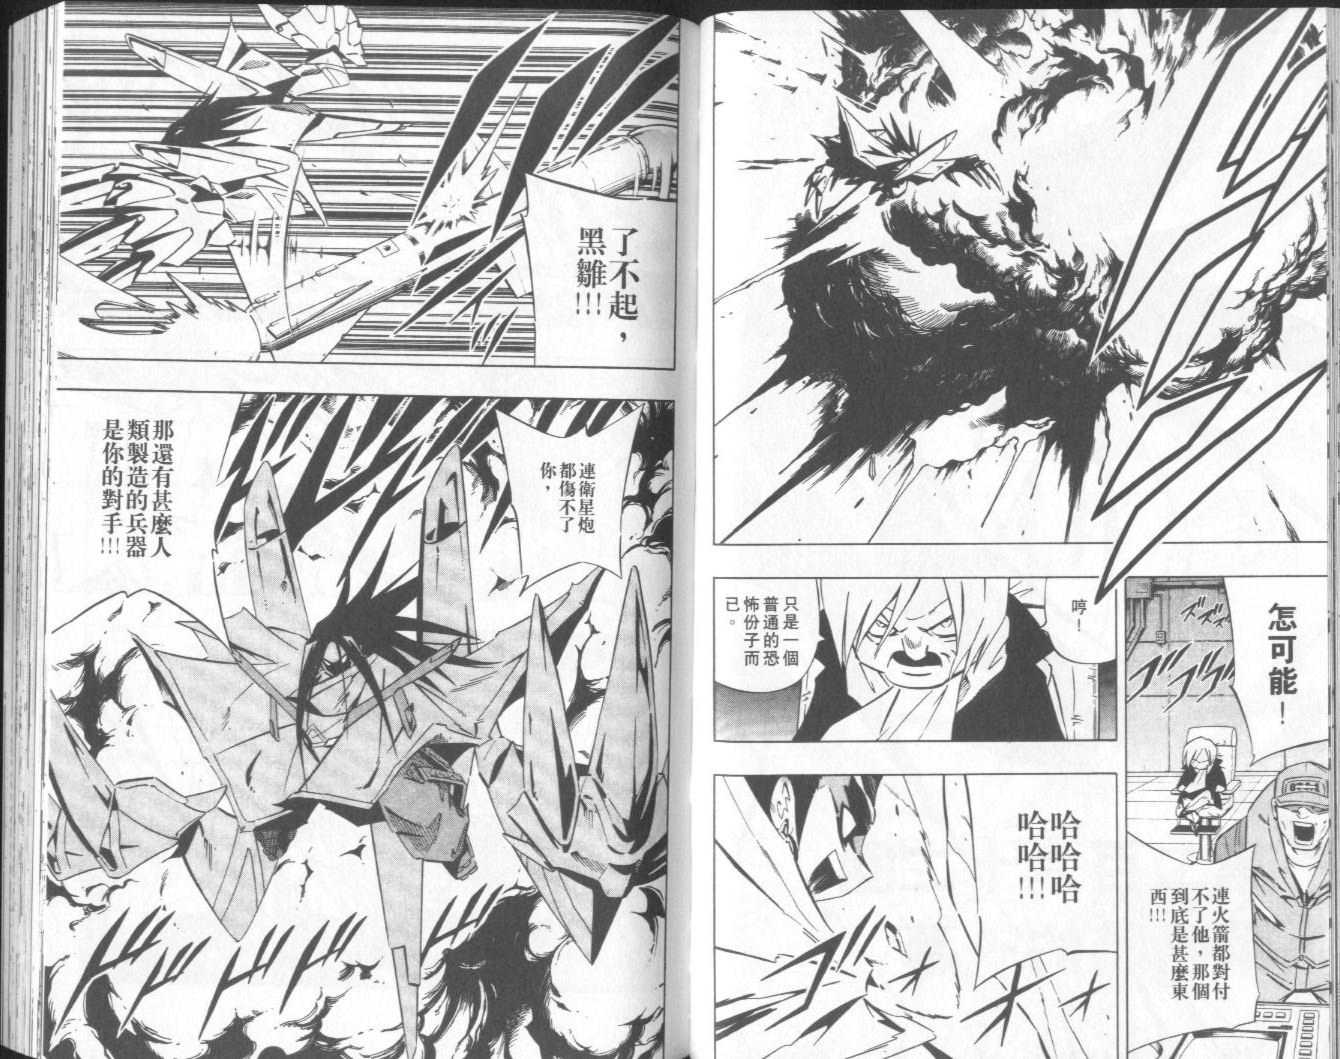 怎可能！
連火箭都對付
不了他，那個
到底是甚麼東
西!!!
哼！
只是一個
普通的恐
怖份子而
已。
哈哈哈
哈哈!!!
了不起，
黑雛!!!
連衛星炮
都傷不了
你，
那還有甚麼人
類製造的兵器
是你的對手!!!
ズズズ